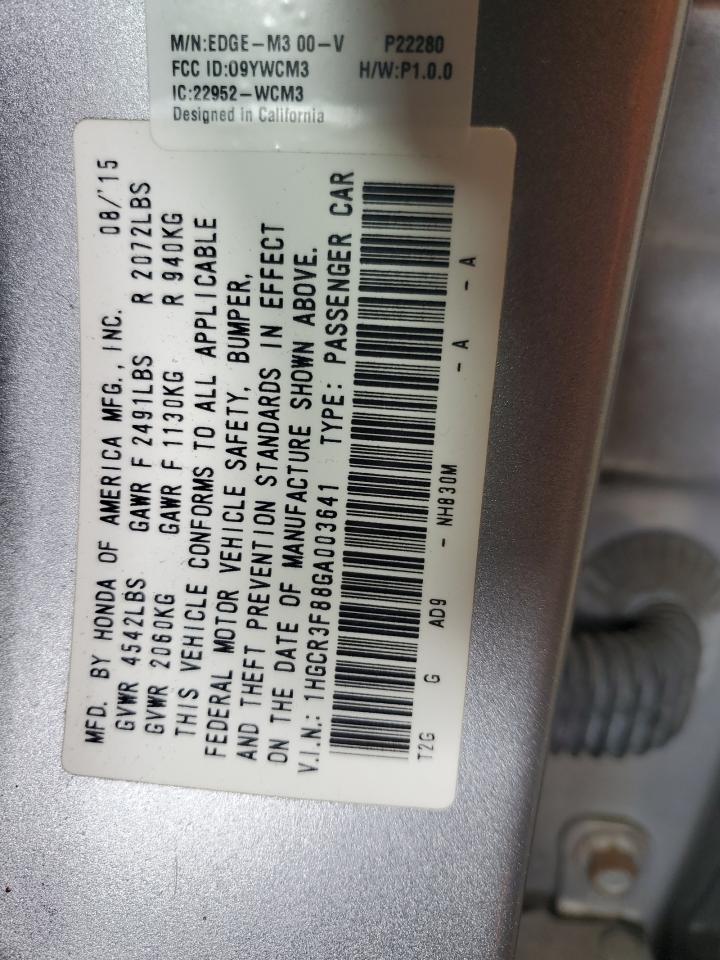 M/N:EDGE-M3 00-V P22280
FCC ID:O9YWCM3 H/W:P1.0.0
IC:22952-WCM3
Designed in California
MFD. BY HONDA OF AMERICA MFG., INC. 08/'15
GVWR 4542LBS GAWR F 2491LBS R 2072LBS
GVWR 2060KG GAWR F 1130KG R 940KG
THIS VEHICLE CONFORMS TO ALL APPLICABLE
FEDERAL MOTOR VEHICLE SAFETY, BUMPER,
AND THEFT PREVENTION STANDARDS IN EFFECT
ON THE DATE OF MANUFACTURE SHOWN ABOVE.
V.I.N.: 1HGCR3F88GA003641 TYPE: PASSENGER CAR
T2G G AD9 - NH830M - A - A